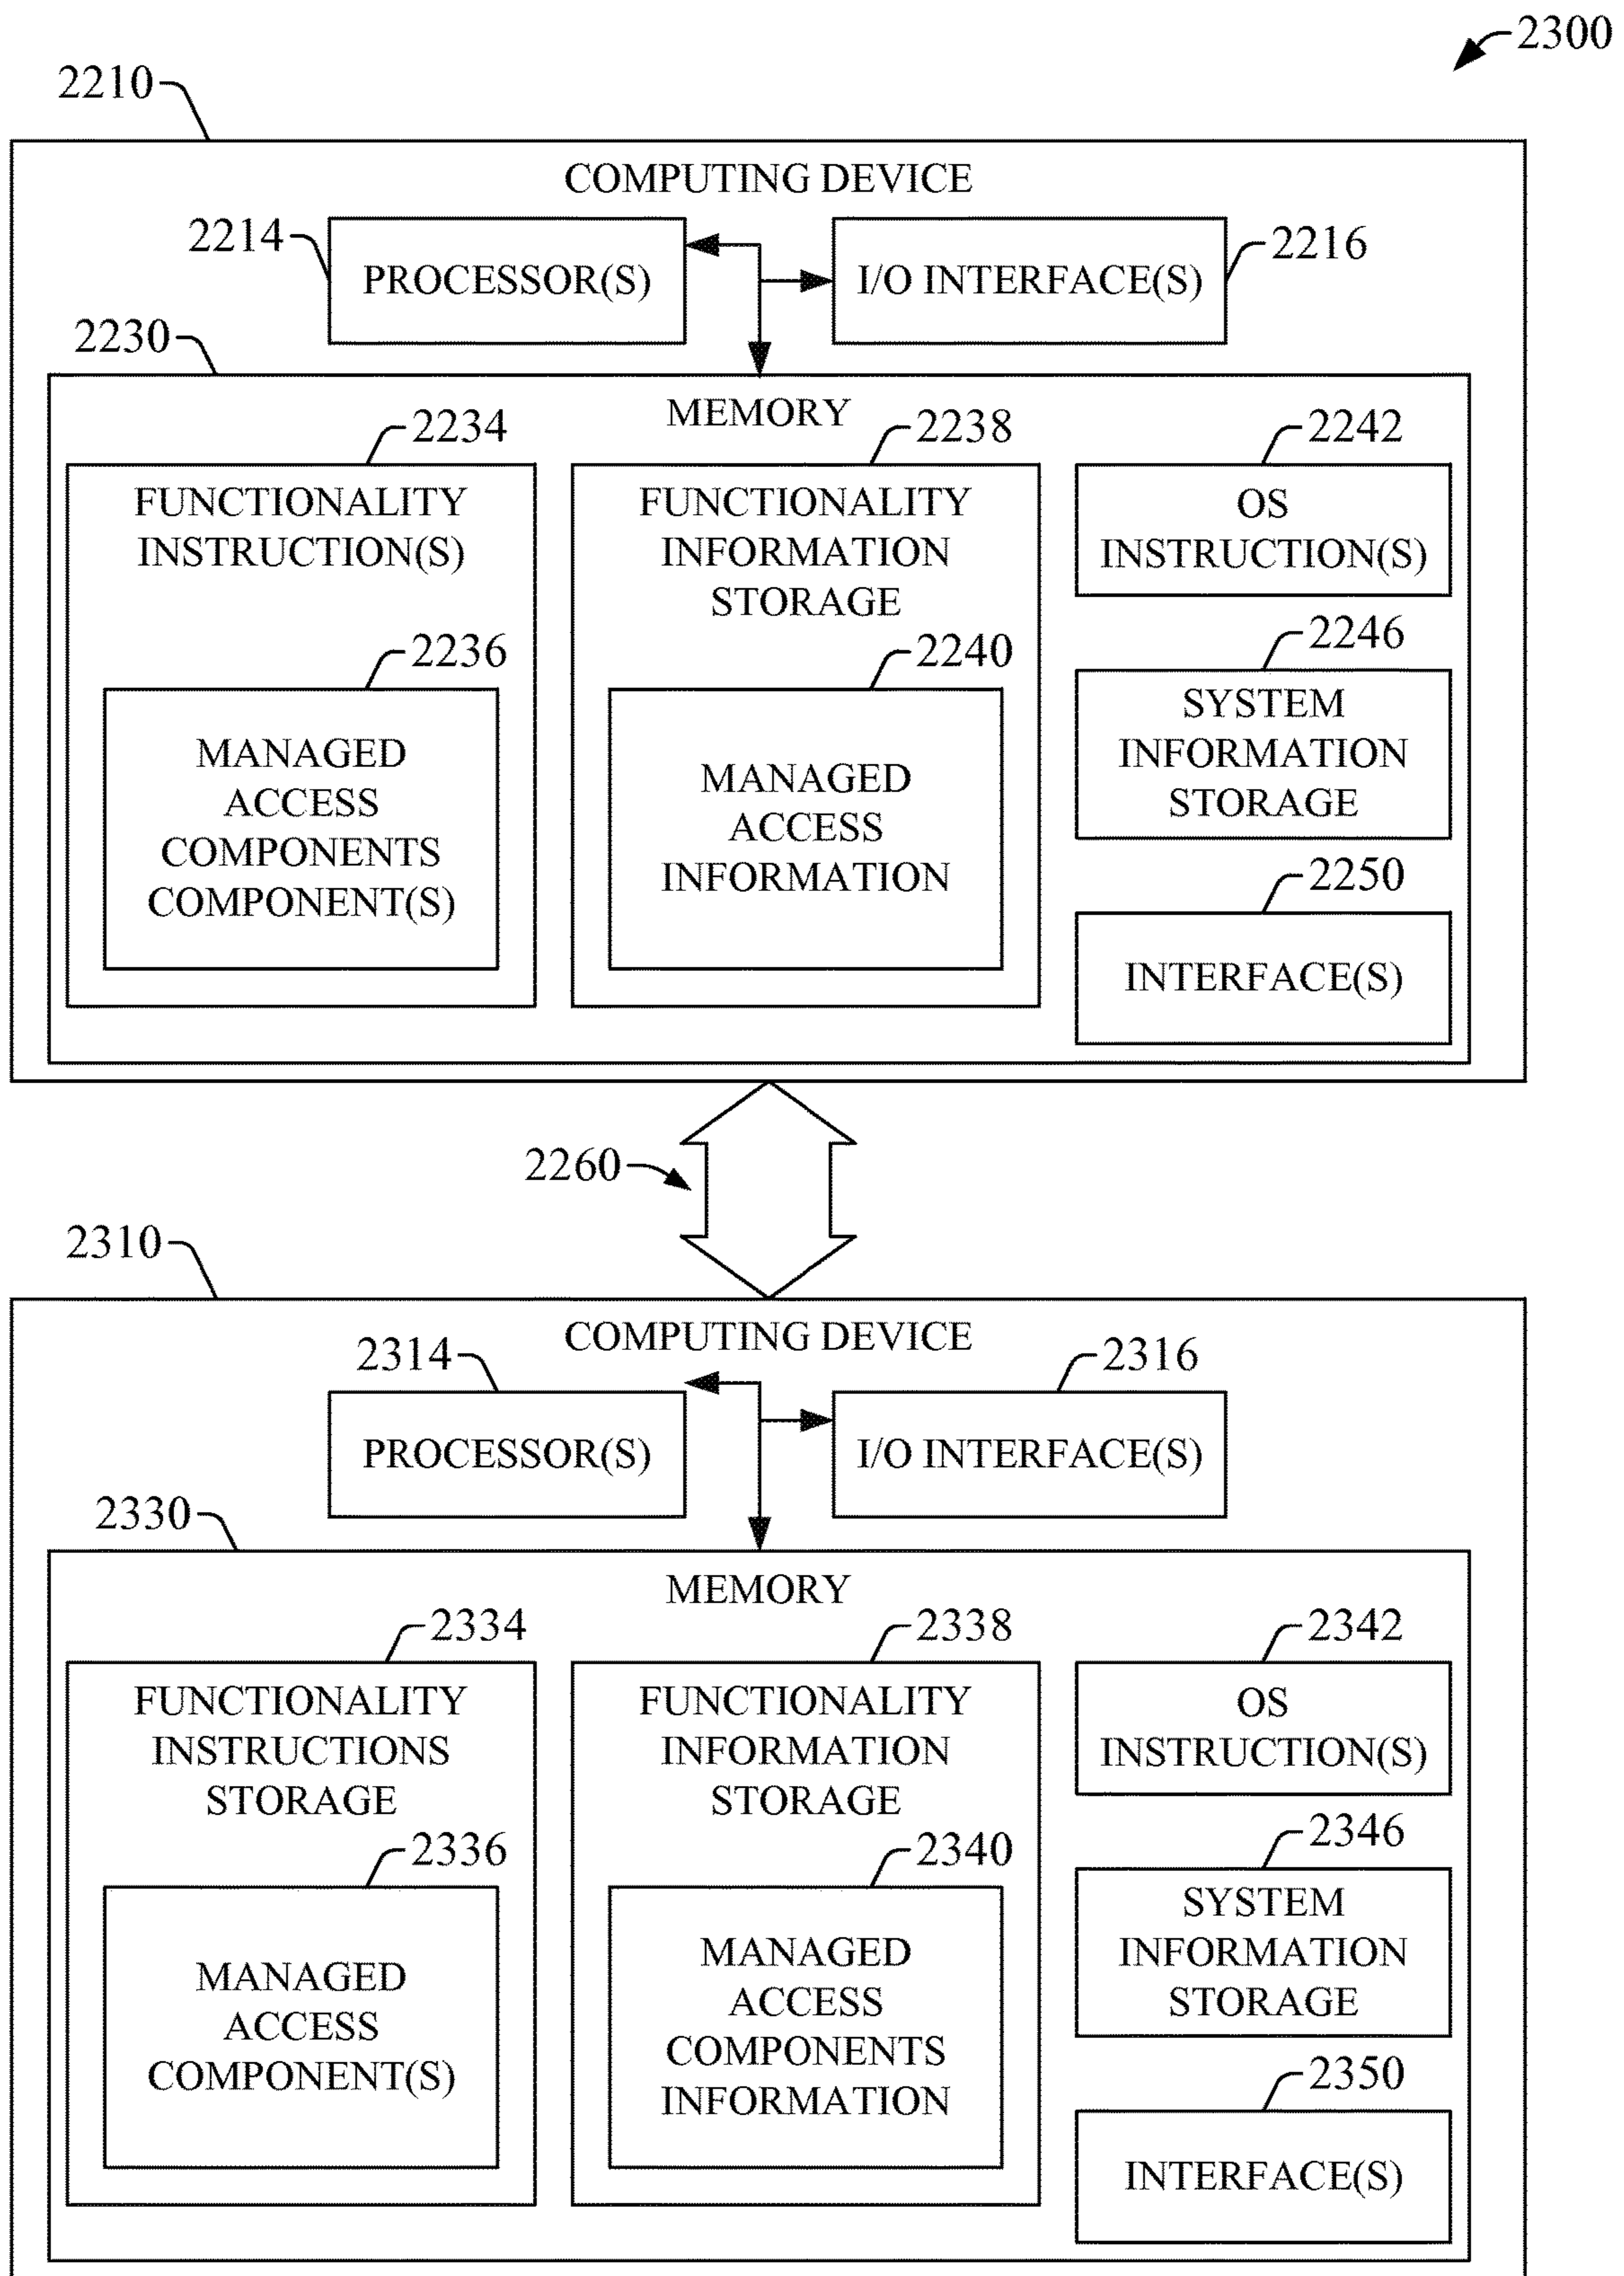 2300
2210
COMPUTING DEVICE
2214
PROCESSOR(S)
I/O INTERFACE(S)
2216
2230
MEMORY
2234
FUNCTIONALITY
INSTRUCTION(S)
2236
MANAGED
ACCESS
COMPONENTS
COMPONENT(S)
2238
FUNCTIONALITY
INFORMATION
STORAGE
2240
MANAGED
ACCESS
INFORMATION
2242
OS
INSTRUCTION(S)
2246
SYSTEM
INFORMATION
STORAGE
2250
INTERFACE(S)
2260
2310
COMPUTING DEVICE
2314
PROCESSOR(S)
2316
I/O INTERFACE(S)
2330
MEMORY
2334
FUNCTIONALITY
INSTRUCTIONS
STORAGE
2336
MANAGED
ACCESS
COMPONENT(S)
2338
FUNCTIONALITY
INFORMATION
STORAGE
2340
MANAGED
ACCESS
COMPONENTS
INFORMATION
2342
OS
INSTRUCTION(S)
2346
SYSTEM
INFORMATION
STORAGE
2350
INTERFACE(S)